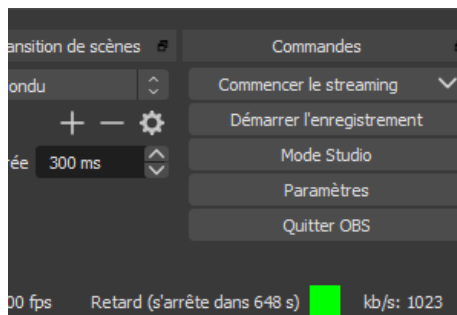 ansition de scènes
Commandes
ondu
Commencer le streaming
Démarrer l'enregistrement
rée 300 ms
Mode Studio
Paramètres
Quitter OBS
00 fps Retard (s'arrête dans 648 s) kb/s: 1023